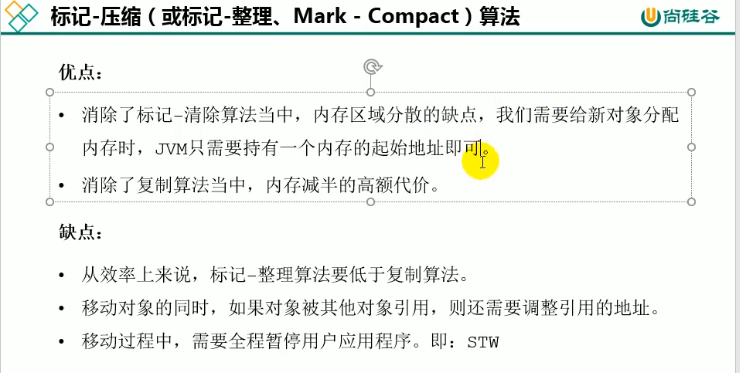 标记-压缩（或标记-整理、Mark - Compact）算法
尚硅谷
优点：
• 消除了标记-清除算法当中，内存区域分散的缺点，我们需要给新对象分配
内存时，JVM只需要持有一个内存的起始地址即可。
• 消除了复制算法当中，内存减半的高额代价。
缺点：
• 从效率上来说，标记-整理算法要低于复制算法。
• 移动对象的同时，如果对象被其他对象引用，则还需要调整引用的地址。
• 移动过程中，需要全程暂停用户应用程序。即：STW